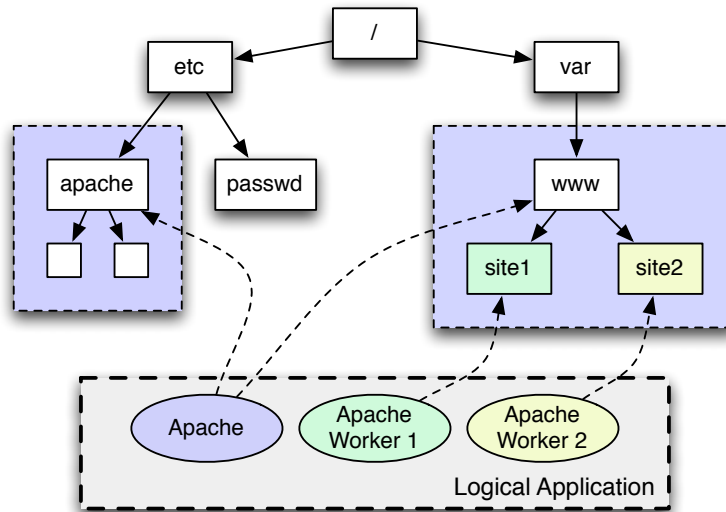 /
etc
var
apache
passwd
www
site1
site2
Apache
Apache
Worker 1
Apache
Worker 2
Logical Application